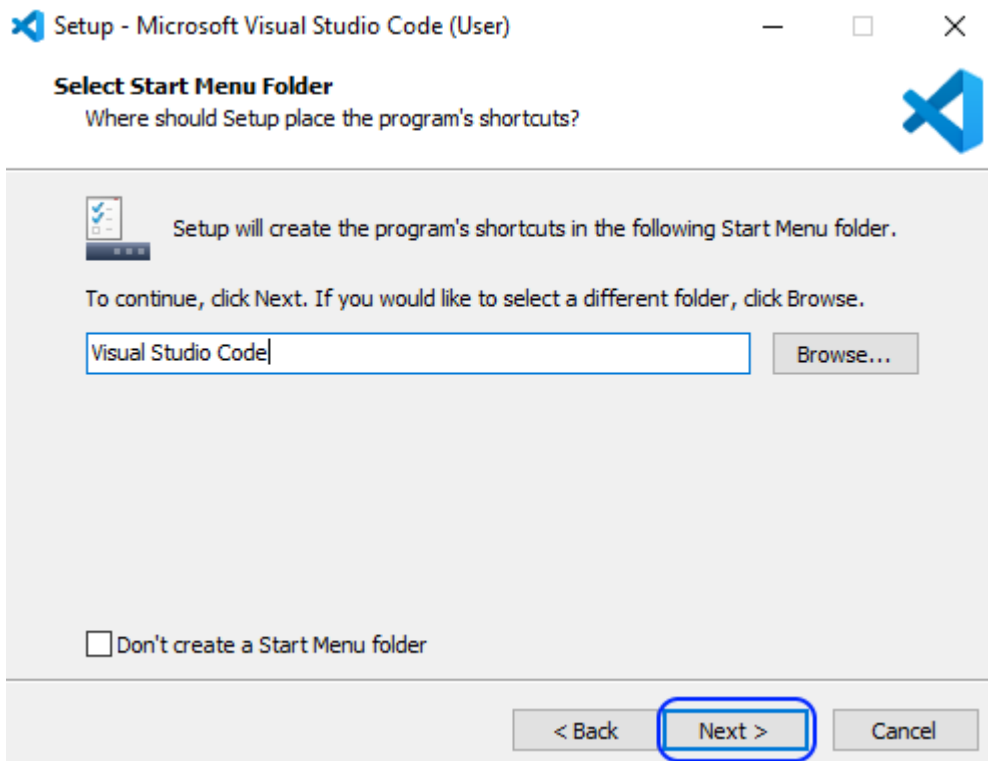 Setup - Microsoft Visual Studio Code (User)
Select Start Menu Folder
Where should Setup place the program's shortcuts?
Setup will create the program's shortcuts in the following Start Menu folder.
To continue, click Next. If you would like to select a different folder, click Browse.
Visual Studio Code
Browse...
Don't create a Start Menu folder
< Back
Next >
Cancel